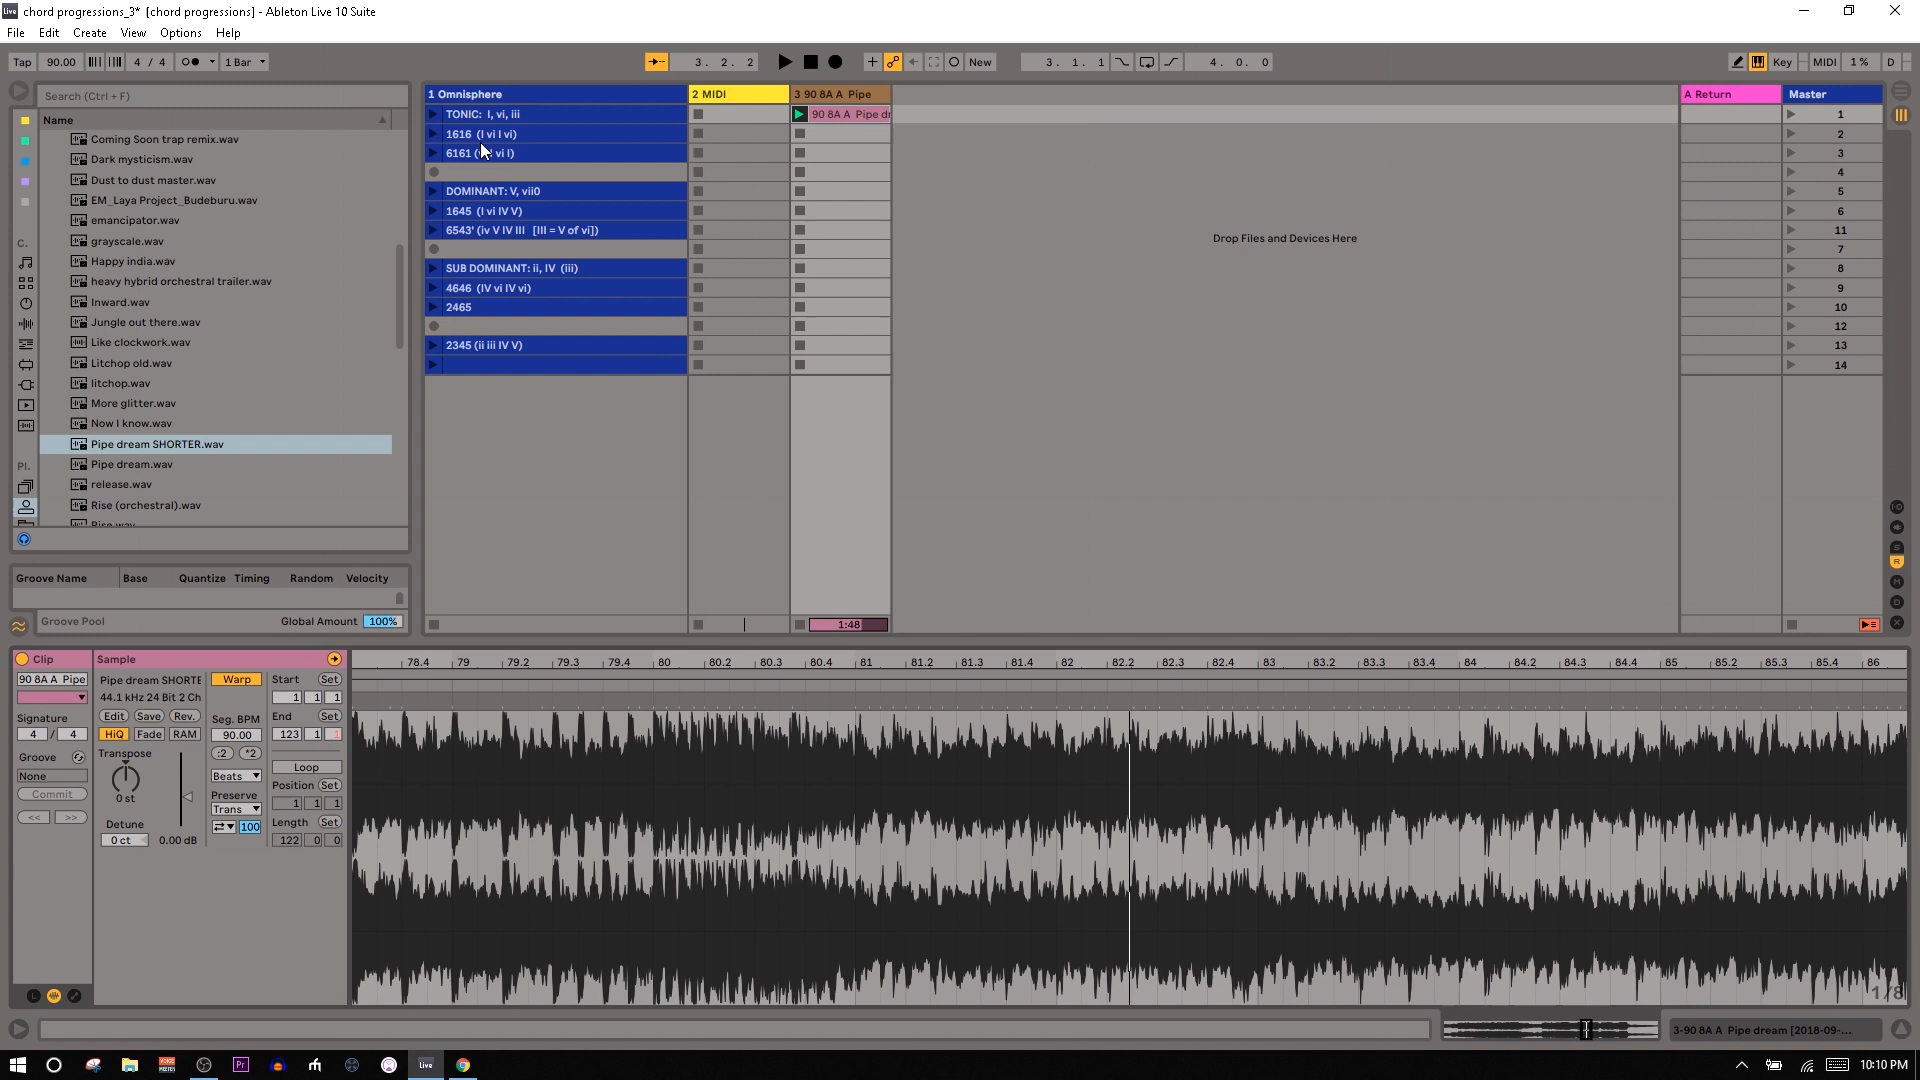 chord progressions_3* [chord progressions] - Ableton Live 10 Suite
File Edit Create View Options Help
Tap 90.00 4 / 4 1 Bar 3. 2. 2 New 3. 1. 1 4. 0. 0 Key MIDI 1 % D
Search (Ctrl + F)
Name
Coming Soon trap remix.wav
Dark mysticism.wav
Dust to dust master.wav
EM_Laya Project_Budeburu.wav
emancipator.wav
grayscale.wav
Happy india.wav
heavy hybrid orchestral trailer.wav
Inward.wav
Jungle out there.wav
Like clockwork.wav
Litchop old.wav
litchop.wav
More glitter.wav
Now I know.wav
Pipe dream SHORTER.wav
Pipe dream.wav
release.wav
Rise (orchestral).wav
Rise.wav
C.
Pl.
Groove Name Base Quantize Timing Random Velocity
Groove Pool Global Amount 100%
1 Omnisphere 2 MIDI 3 90 8A A Pipe A Return Master
TONIC: I, vi, iii 90 8A A Pipe dr 1
1616 (I vi I vi) 2
6161 ( vi I) 3
4
DOMINANT: V, vii0 5
1645 (I vi IV V) 6
6543' (iv V IV III [III = V of vi]) 11
7
SUB DOMINANT: ii, IV (iii) 8
4646 (IV vi IV vi) 9
2465 10
12
2345 (ii iii IV V) 13
14
Drop Files and Devices Here
1:48
Clip Sample
90 8A A Pipe Pipe dream SHORTE Warp Start Set
44.1 kHz 24 Bit 2 Ch 1 1 1
Signature Edit Save Rev. Seg. BPM End Set
4 / 4 HiQ Fade RAM 90.00 123 1 1
Groove Transpose :2 *2
None 0 st Beats Loop
Commit Preserve Position Set
<< >> Trans 1 1 1
Detune 100 Length Set
0 ct 0.00 dB 122 0 0
78.4 79 79.2 79.3 79.4 80 80.2 80.3 80.4 81 81.2 81.3 81.4 82 82.2 82.3 82.4 83 83.2 83.3 83.4 84 84.2 84.3 84.4 85 85.2 85.3 85.4 86
1/8
3-90 8A A Pipe dream [2018-09-...
Live 10:10 PM